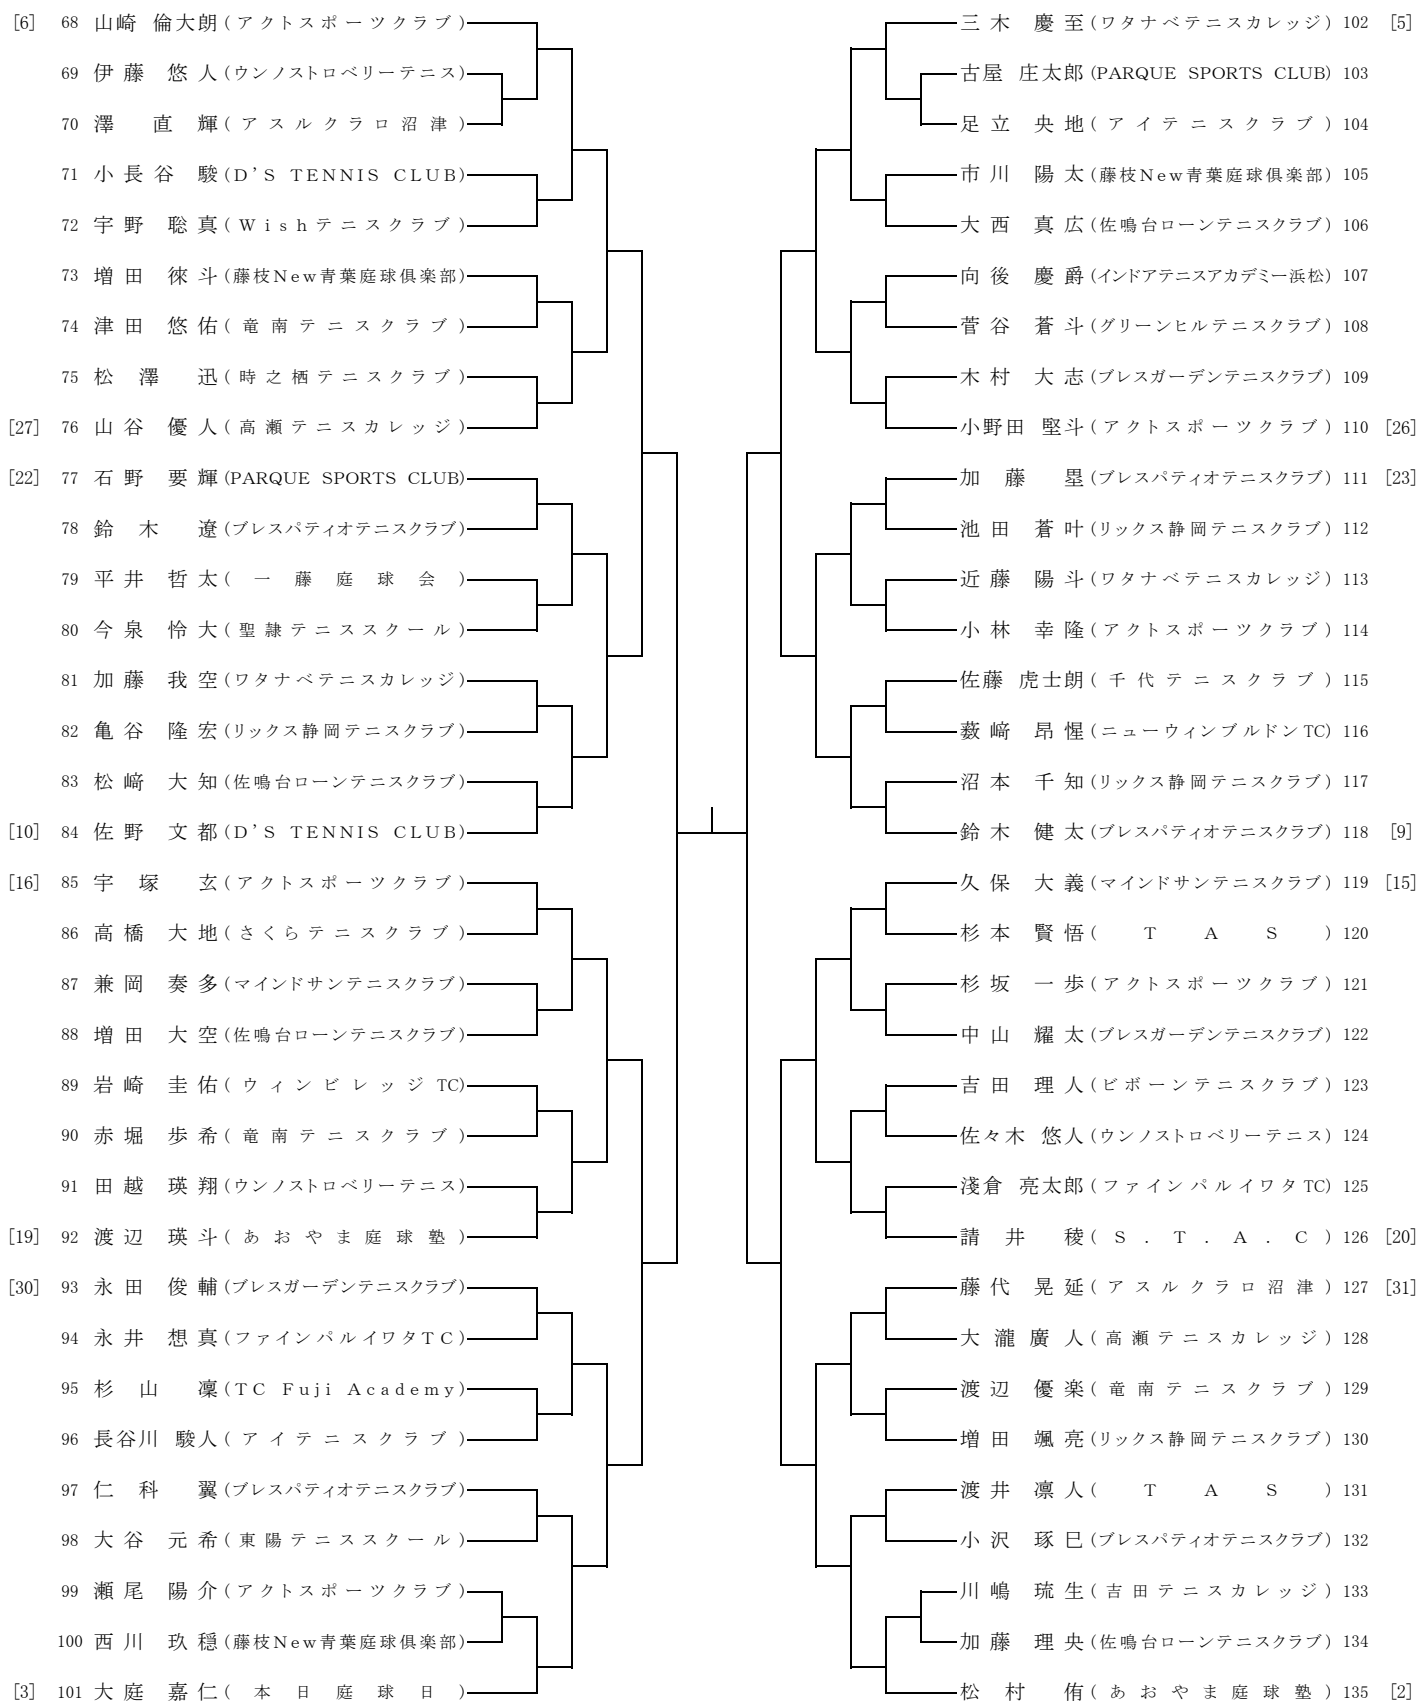 [6] 68 山崎 倫大朗 (アクトスポーツクラブ)
69 伊藤 悠人 (ウンノストロベリーテニス)
70 澤 直輝 (アスルクラロ沼津)
71 小長谷 駿 (D'S TENNIS CLUB)
72 宇野 聡真 (Wishテニスクラブ)
73 増田 徠斗 (藤枝New青葉庭球倶楽部)
74 津田 悠佑 (竜南テニスクラブ)
75 松澤 迅 (時之栖テニスクラブ)
[27] 76 山谷 優人 (高瀬テニスカレッジ)
[22] 77 石野 要輝 (PARQUE SPORTS CLUB)
78 鈴木 遼 (ブレスパティオテニスクラブ)
79 平井 哲太 (一藤庭球会)
80 今泉 怜大 (聖隷テニススクール)
81 加藤 我空 (ワタナベテニスカレッジ)
82 亀谷 隆宏 (リックス静岡テニスクラブ)
83 松﨑 大知 (佐鳴台ローンテニスクラブ)
[10] 84 佐野 文都 (D'S TENNIS CLUB)
[16] 85 宇塚 玄 (アクトスポーツクラブ)
86 高橋 大地 (さくらテニスクラブ)
87 兼岡 奏多 (マインドサンテニスクラブ)
88 増田 大空 (佐鳴台ローンテニスクラブ)
89 岩崎 圭佑 (ウィンビレッジTC)
90 赤堀 歩希 (竜南テニスクラブ)
91 田越 瑛翔 (ウンノストロベリーテニス)
[19] 92 渡辺 瑛斗 (あおやま庭球塾)
[30] 93 永田 俊輔 (ブレスガーデンテニスクラブ)
94 永井 想真 (ファインパルイワタTC)
95 杉山 凜 (TC Fuji Academy)
96 長谷川 駿人 (アイテニスクラブ)
97 仁科 翼 (ブレスパティオテニスクラブ)
98 大谷 元希 (東陽テニススクール)
99 瀬尾 陽介 (アクトスポーツクラブ)
100 西川 玖穏 (藤枝New青葉庭球倶楽部)
[3] 101 大庭 嘉仁 (本日庭球日)
三木 慶至 (ワタナベテニスカレッジ) 102 [5]
古屋 庄太郎 (PARQUE SPORTS CLUB) 103
足立 央地 (アイテニスクラブ) 104
市川 陽太 (藤枝New青葉庭球倶楽部) 105
大西 真広 (佐鳴台ローンテニスクラブ) 106
向後 慶爵 (インドアテニスアカデミー浜松) 107
菅谷 蒼斗 (グリーンヒルテニスクラブ) 108
木村 大志 (ブレスガーデンテニスクラブ) 109
小野田 堅斗 (アクトスポーツクラブ) 110 [26]
加藤 塁 (ブレスパティオテニスクラブ) 111 [23]
池田 蒼叶 (リックス静岡テニスクラブ) 112
近藤 陽斗 (ワタナベテニスカレッジ) 113
小林 幸隆 (アクトスポーツクラブ) 114
佐藤 虎士朗 (千代テニスクラブ) 115
薮﨑 昂惺 (ニューウィンブルドンTC) 116
沼本 千知 (リックス静岡テニスクラブ) 117
鈴木 健太 (ブレスパティオテニスクラブ) 118 [9]
久保 大義 (マインドサンテニスクラブ) 119 [15]
杉本 賢悟 (TAS) 120
杉坂 一歩 (アクトスポーツクラブ) 121
中山 耀太 (ブレスガーデンテニスクラブ) 122
吉田 理人 (ビボーンテニスクラブ) 123
佐々木 悠人 (ウンノストロベリーテニス) 124
淺倉 亮太郎 (ファインパルイワタTC) 125
請井 稜 (S.T.A.C) 126 [20]
藤代 晃延 (アスルクラロ沼津) 127 [31]
大瀧 廣人 (高瀬テニスカレッジ) 128
渡辺 優楽 (竜南テニスクラブ) 129
増田 颯亮 (リックス静岡テニスクラブ) 130
渡井 凛人 (TAS) 131
小沢 琢巳 (ブレスパティオテニスクラブ) 132
川嶋 琉生 (吉田テニスカレッジ) 133
加藤 理央 (佐鳴台ローンテニスクラブ) 134
松村 侑 (あおやま庭球塾) 135 [2]